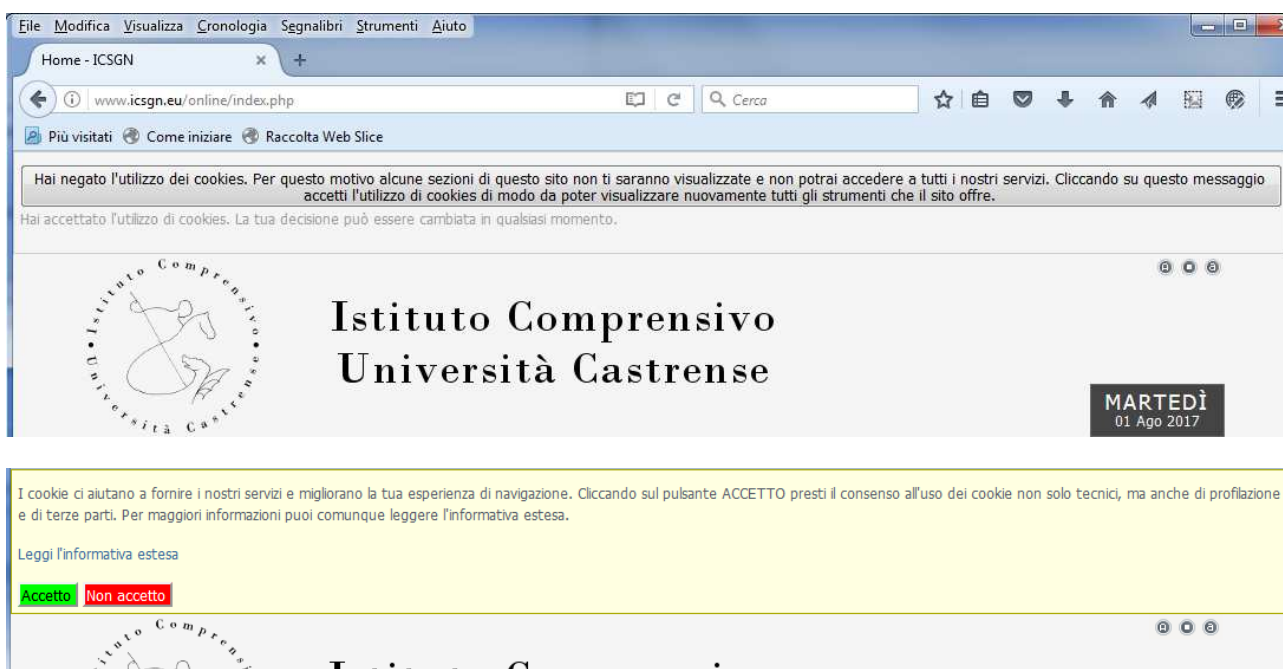 File Modifica Visualizza Cronologia Segnalibri Strumenti Aiuto
Home - ICSGN
www.icsgn.eu/online/index.php
Cerca
Più visitati Come iniziare Raccolta Web Slice
Hai negato l'utilizzo dei cookies. Per questo motivo alcune sezioni di questo sito non ti saranno visualizzate e non potrai accedere a tutti i nostri servizi. Cliccando su questo messaggio
accetti l'utilizzo di cookies di modo da poter visualizzare nuovamente tutti gli strumenti che il sito offre.
Hai accettato l'utilizzo di cookies. La tua decisione può essere cambiata in qualsiasi momento.
Istituto Comprensivo • Università Castrense •
Istituto Comprensivo
Università Castrense
MARTEDÌ
01 Ago 2017
I cookie ci aiutano a fornire i nostri servizi e migliorano la tua esperienza di navigazione. Cliccando sul pulsante ACCETTO presti il consenso all'uso dei cookie non solo tecnici, ma anche di profilazione
e di terze parti. Per maggiori informazioni puoi comunque leggere l'informativa estesa.
Leggi l'informativa estesa
Accetto Non accetto